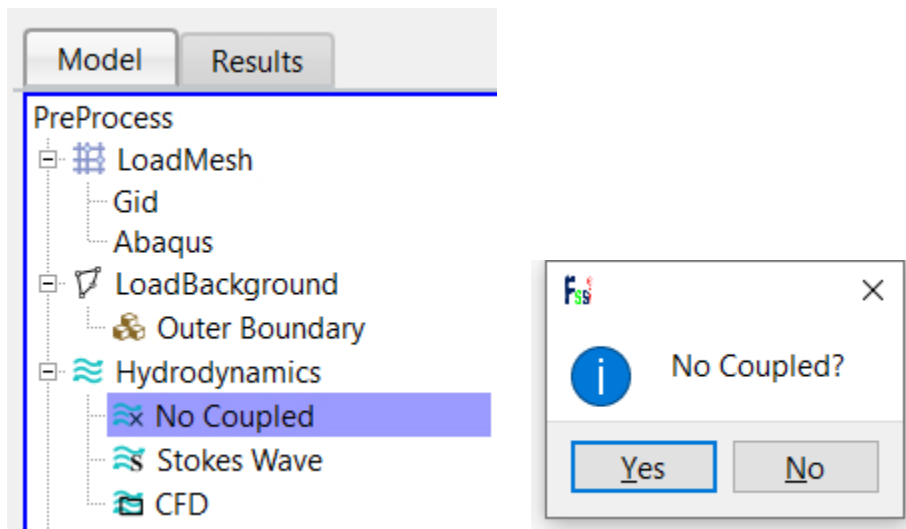 Model Results
PreProcess
LoadMesh
Gid
Abaqus
LoadBackground
Outer Boundary
Hydrodynamics
No Coupled
Stokes Wave
CFD
Fssi
No Coupled?
Yes No